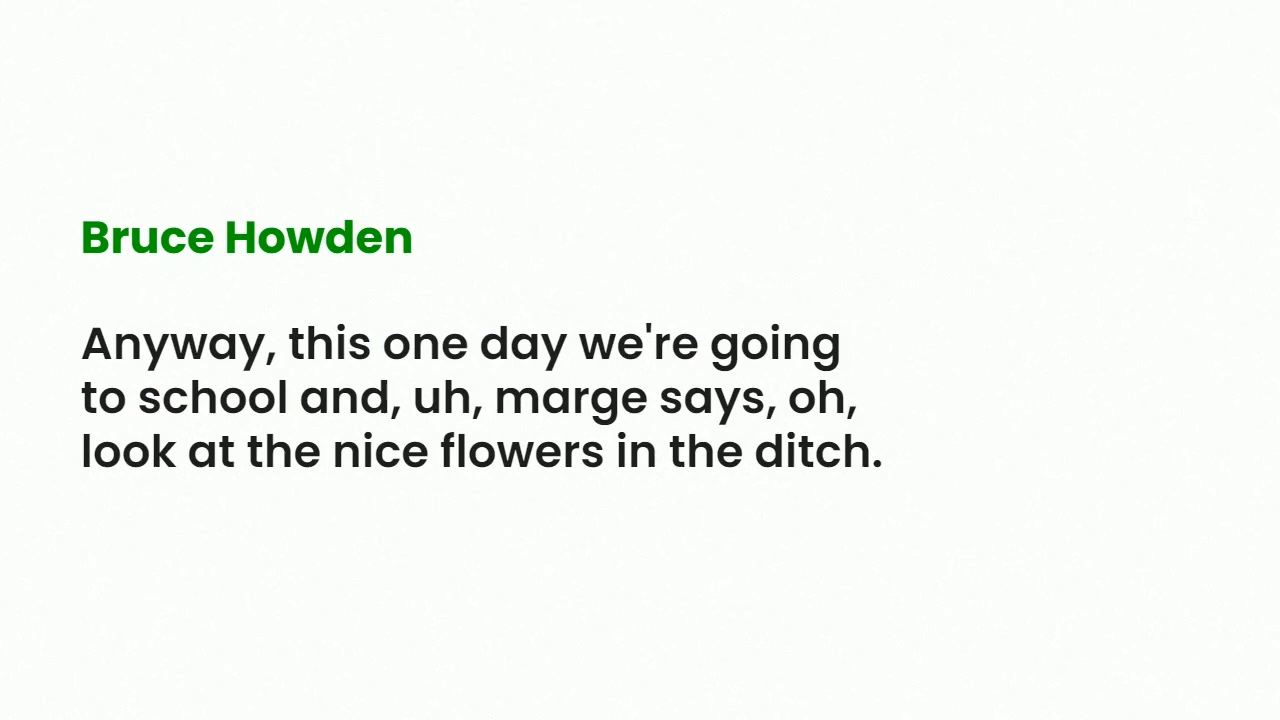 Bruce Howden
Anyway, this one day we're going
to school and, uh, marge says, oh,
look at the nice flowers in the ditch.